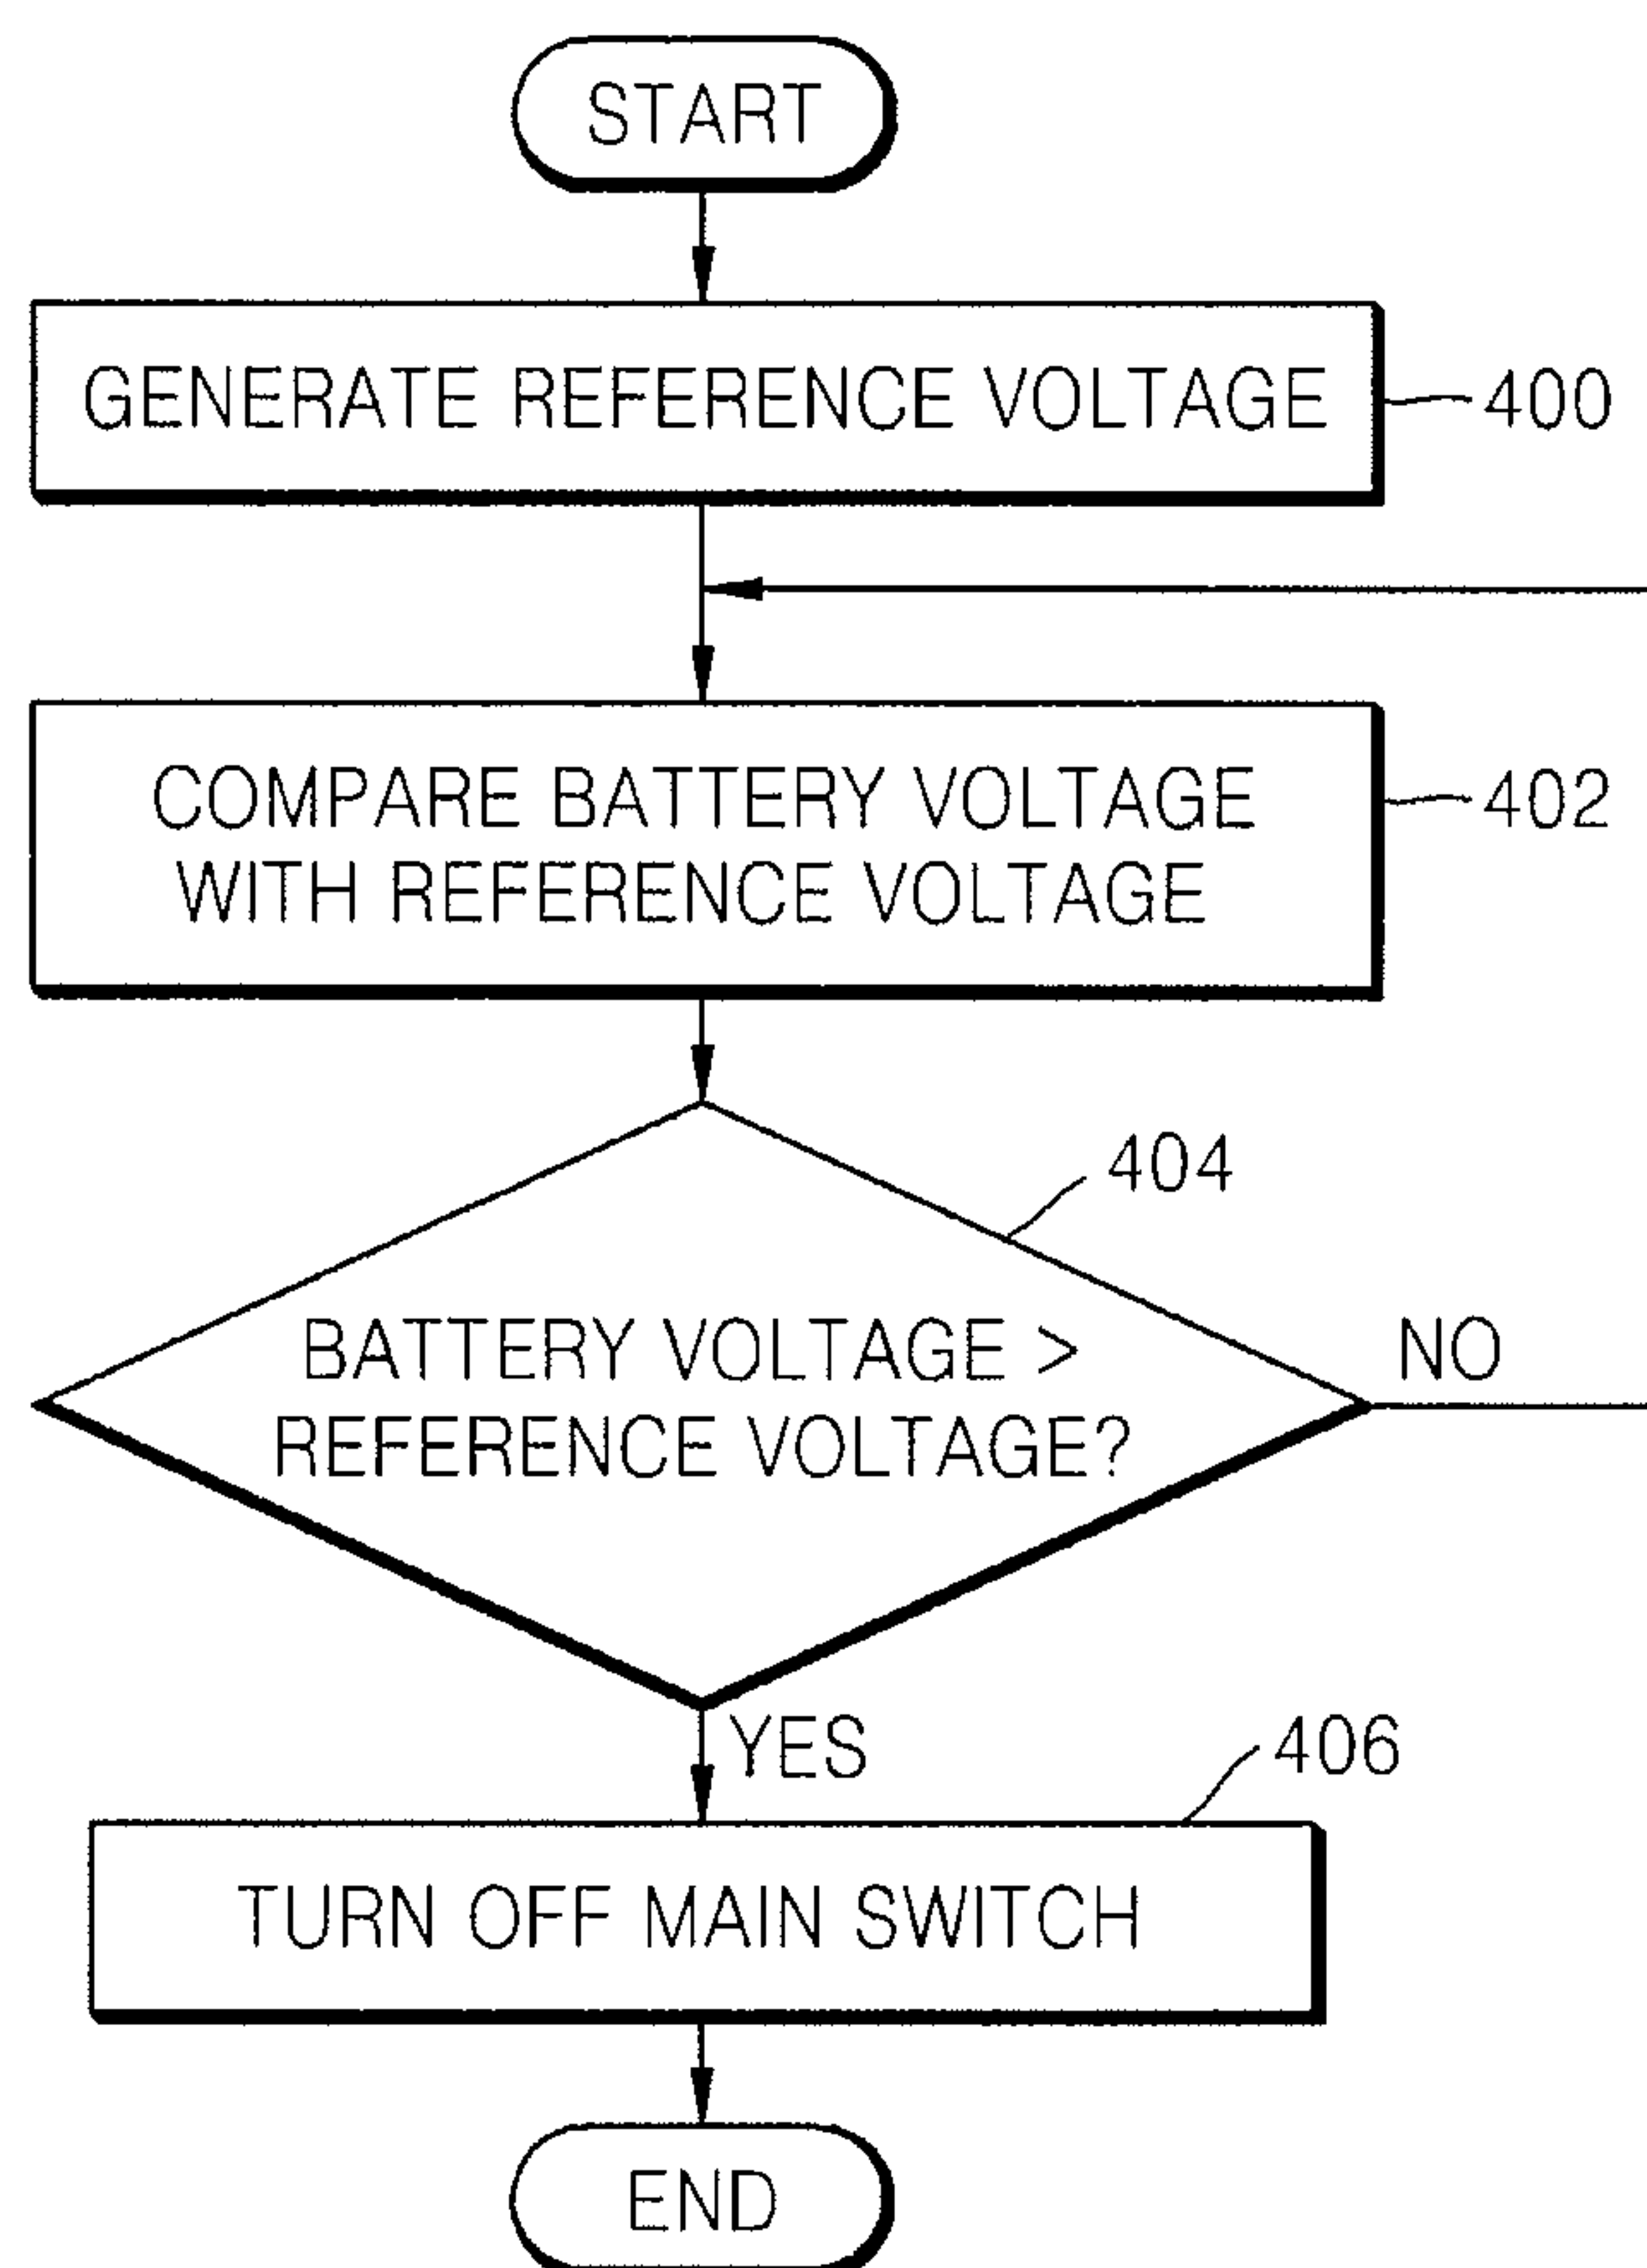 START
GENERATE REFERENCE VOLTAGE
400
COMPARE BATTERY VOLTAGE
WITH REFERENCE VOLTAGE
402
404
BATTERY VOLTAGE >
REFERENCE VOLTAGE?
NO
YES
406
TURN OFF MAIN SWITCH
END